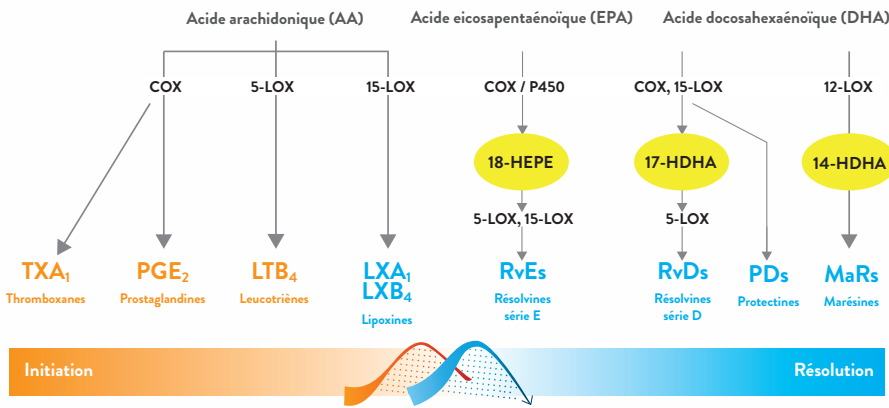 Acide arachidonique (AA)
Acide eicosapentaénoïque (EPA)
Acide docosahexaénoïque (DHA)
COX
5-LOX
15-LOX
COX / P450
COX, 15-LOX
12-LOX
18-HEPE
17-HDHA
14-HDHA
5-LOX, 15-LOX
5-LOX
TXA₁
Thromboxanes
PGE₂
Prostaglandines
LTB₄
Leucotriènes
LXA₁
LXB₄
Lipoxines
RvEs
Résolvines
série E
RvDs
Résolvines
série D
PDs
Protectines
MaRs
Marésines
Initiation
Résolution